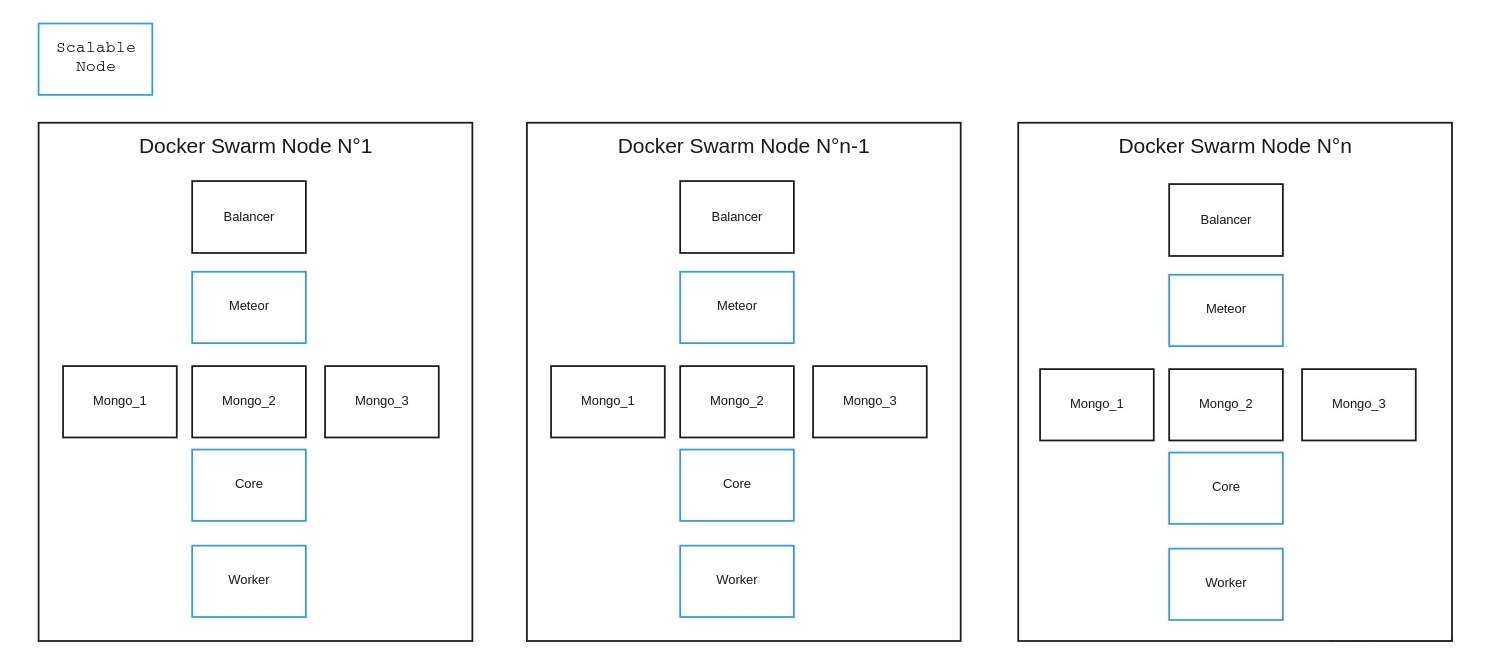 Scalable
Node
Docker Swarm Node N°1
Balancer
Meteor
Mongo_1 Mongo_2 Mongo_3
Core
Worker
Docker Swarm Node N°n-1
Balancer
Meteor
Mongo_1 Mongo_2 Mongo_3
Core
Worker
Docker Swarm Node N°n
Balancer
Meteor
Mongo_1 Mongo_2 Mongo_3
Core
Worker